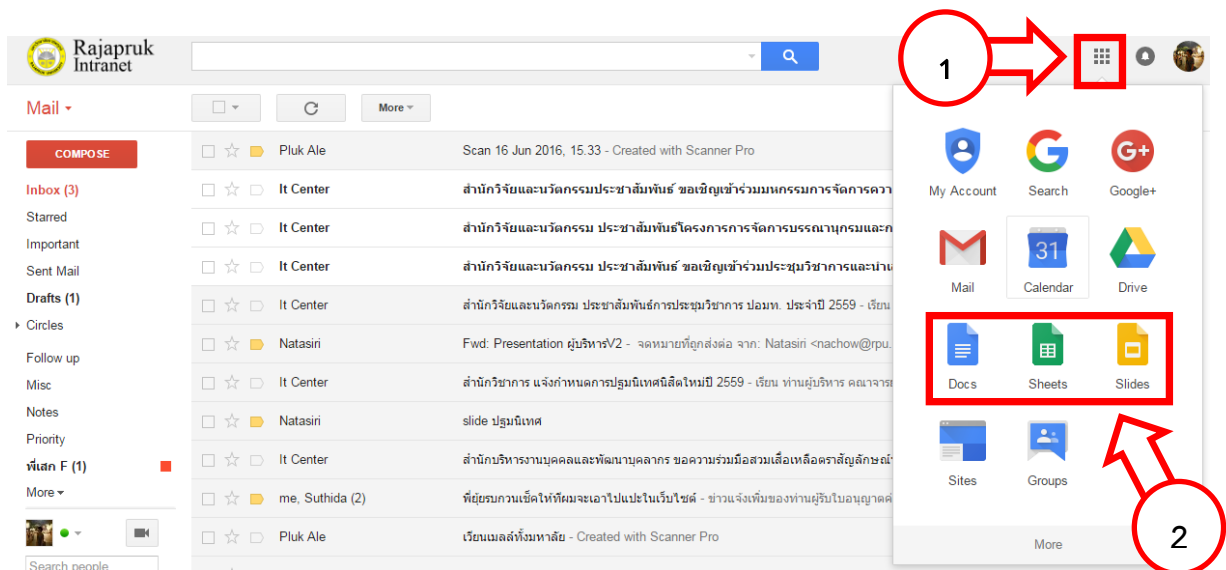 Rajapruk
Intranet
1
Mail
More
COMPOSE
Inbox (3)
Starred
Important
Sent Mail
Drafts (1)
Circles
Follow up
Misc
Notes
Priority
พี่เสก F (1)
More
Search people
Pluk Ale Scan 16 Jun 2016, 15.33 - Created with Scanner Pro
It Center สำนักวิจัยและนวัตกรรมประชาสัมพันธ์ ขอเชิญเข้าร่วมมหกรรมการจัดการควา
It Center สำนักวิจัยและนวัตกรรม ประชาสัมพันธ์โครงการการจัดการบรรณานุกรมและก
It Center สำนักวิจัยและนวัตกรรม ประชาสัมพันธ์ ขอเชิญเข้าร่วมประชุมวิชาการและนำเ
It Center สำนักวิจัยและนวัตกรรม ประชาสัมพันธ์การประชุมวิชาการ ปอมท. ประจำปี 2559 - เรียน
Natasiri Fwd: Presentation ผู้บริหารV2 - จดหมายที่ถูกส่งต่อ จาก: Natasiri <nachow@rpu.
It Center สำนักวิชาการ แจ้งกำหนดการปฐมนิเทศนิสิตใหม่ปี 2559 - เรียน ท่านผู้บริหาร คณาจาร
Natasiri slide ปฐมนิเทศ
It Center สำนักบริหารงานบุคคลและพัฒนาบุคลากร ขอความร่วมมือสวมเสื้อเหลือตราสัญลักษณ์
me, Suthida (2) พี่ยุ้ยรบกวนเช็คให้ทีผมจะเอาไปแปะในเว็บไซต์ - ข่าวแจ้งเพิ่มของท่านผู้รับใบอนุญาตค่
Pluk Ale เวียนเมลล์ทั้งมหาลัย - Created with Scanner Pro
My Account Search Google+
G+
31
Mail Calendar Drive
Docs Sheets Slides
Sites Groups
More
2